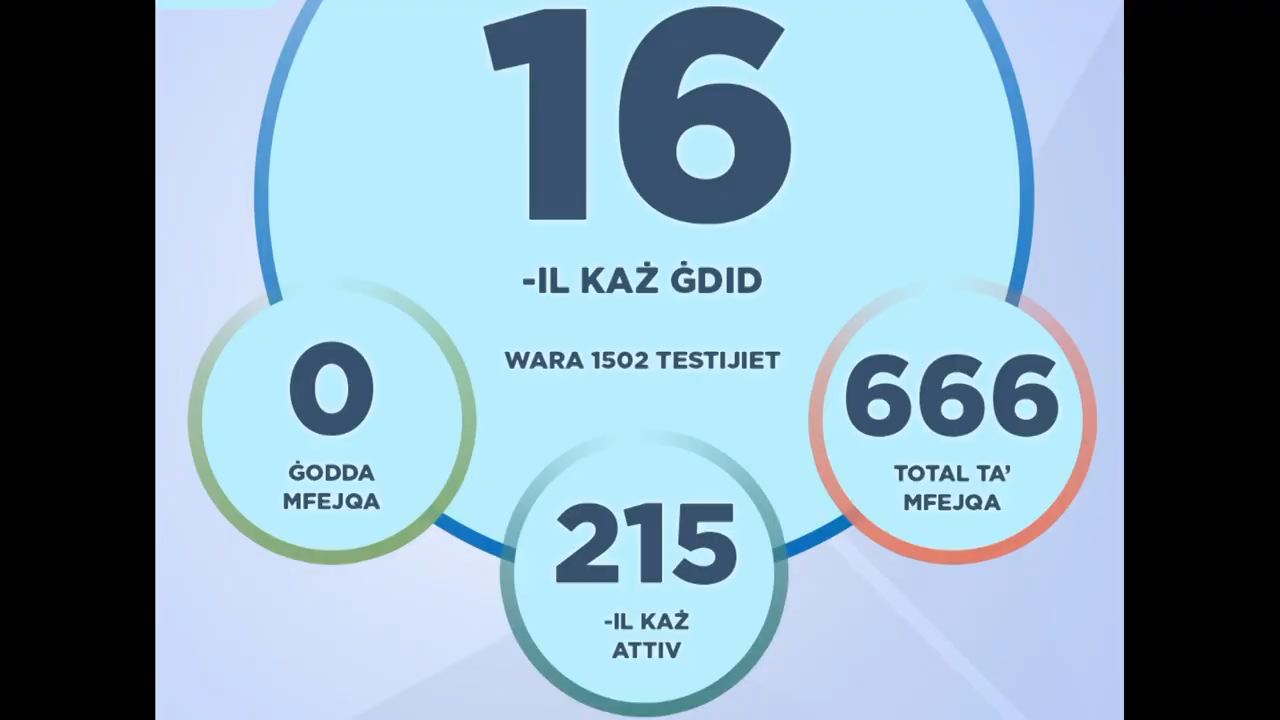 16
-IL KAŻ ĠDID
WARA 1502 TESTIJIET
0
ĠODDA
MFEJQA
215
-IL KAŻ
ATTIV
666
TOTAL TA’
MFEJQA